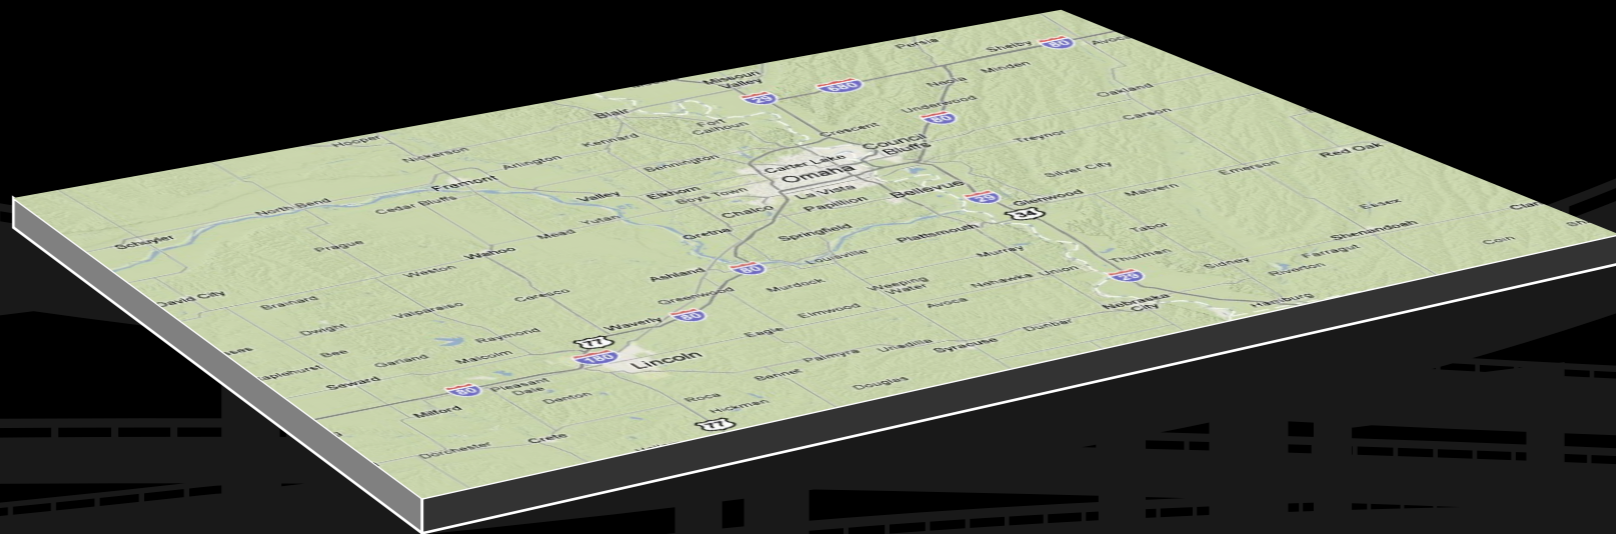 Persia
Shelby
80
Avoca
Missouri
Valley
29
680
Neola
Minden
Blair
Fort
Calhoun
Underwood
80
Oakland
Hooper
Nickerson
Kennard
Crescent
Council
Bluffs
Treynor
Carson
Arlington
Bennington
Carter Lake
Omaha
Silver City
Emerson
Red Oak
Fremont
Valley
Elkhorn
Boys Town
La Vista
Bellevue
29
Glenwood
Malvern
North Bend
Cedar Bluffs
Yutan
Chalco
Papillion
34
Essex
Schuyler
Prague
Wahoo
Mead
Gretna
Springfield
Plattsmouth
Tabor
Shenandoah
Weston
Ashland
80
Louisville
Murray
Thurman
Sidney
Farragut
Coin
David City
Brainard
Valparaiso
Ceresco
Greenwood
Murdock
Weeping
Water
Nehawka
Union
29
Riverton
Dwight
Waverly
80
Elmwood
Avoca
Nebraska
City
Hamburg
Bee
Garland
Raymond
77
Eagle
Dunbar
Seward
Malcolm
180
Lincoln
Palmyra
Unadilla
Syracuse
80
Pleasant
Dale
Bennet
Milford
Denton
Roca
Douglas
Hickman
Dorchester
Crete
77